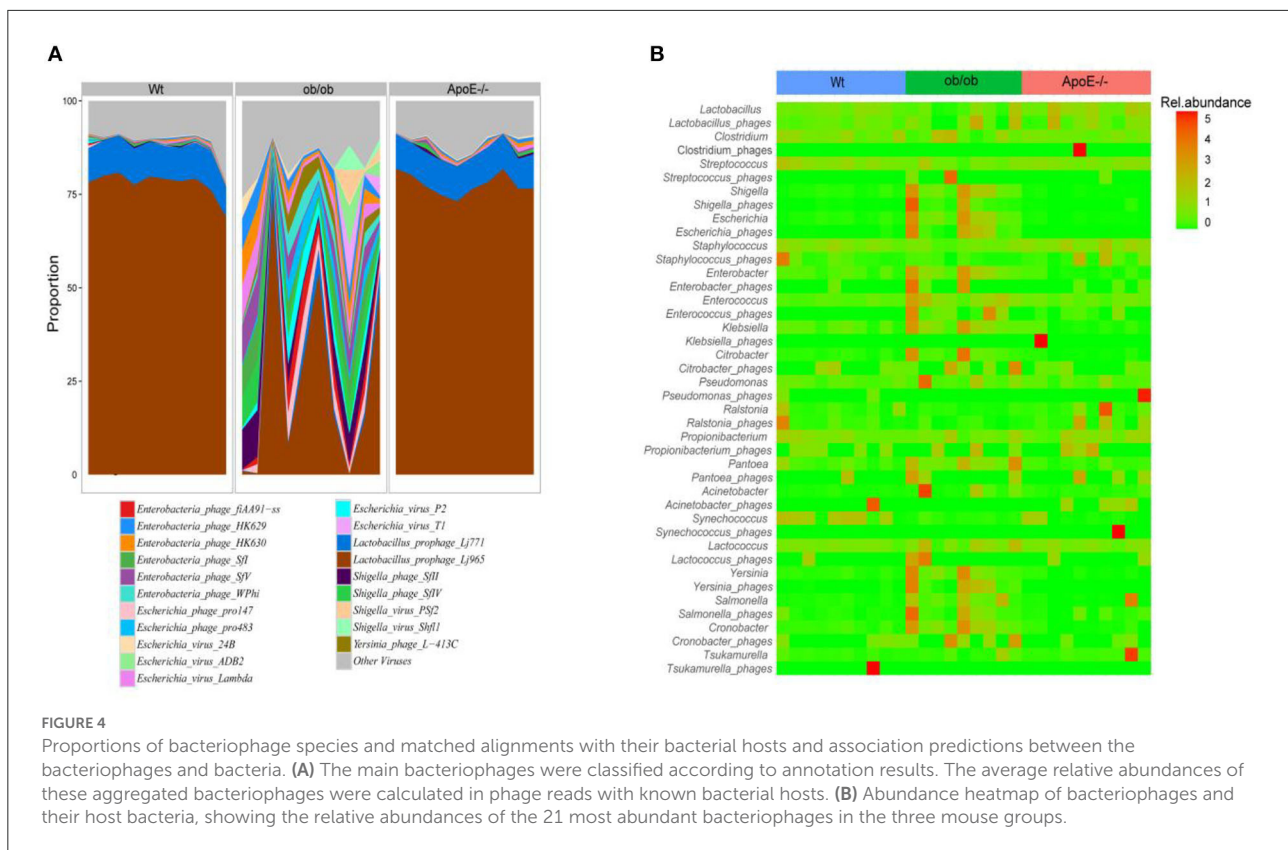 A
Wt
ob/ob
ApoE-/-
100
75
50
25
0
Proportion
Enterobacteria_phage_fiAA91-ss
Enterobacteria_phage_HK629
Enterobacteria_phage_HK630
Enterobacteria_phage_SfI
Enterobacteria_phage_SfV
Enterobacteria_phage_WPhi
Escherichia_phage_pro147
Escherichia_phage_pro483
Escherichia_virus_24B
Escherichia_virus_ADB2
Escherichia_virus_Lambda
Escherichia_virus_P2
Escherichia_virus_T1
Lactobacillus_prophage_Lj771
Lactobacillus_prophage_Lj965
Shigella_phage_SfII
Shigella_phage_SfIV
Shigella_virus_PSf2
Shigella_virus_Shfl1
Yersinia_phage_L-413C
Other Viruses
B
Wt
ob/ob
ApoE-/-
Lactobacillus
Lactobacillus_phages
Clostridium
Clostridium_phages
Streptococcus
Streptococcus_phages
Shigella
Shigella_phages
Escherichia
Escherichia_phages
Staphylococcus
Staphylococcus_phages
Enterobacter
Enterobacter_phages
Enterococcus
Enterococcus_phages
Klebsiella
Klebsiella_phages
Citrobacter
Citrobacter_phages
Pseudomonas
Pseudomonas_phages
Ralstonia
Ralstonia_phages
Propionibacterium
Propionibacterium_phages
Pantoea
Pantoea_phages
Acinetobacter
Acinetobacter_phages
Synechococcus
Synechococcus_phages
Lactococcus
Lactococcus_phages
Yersinia
Yersinia_phages
Salmonella
Salmonella_phages
Cronobacter
Cronobacter_phages
Tsukamurella
Tsukamurella_phages
Rel.abundance
5
4
3
2
1
0
FIGURE 4
Proportions of bacteriophage species and matched alignments with their bacterial hosts and association predictions between the
bacteriophages and bacteria. (A) The main bacteriophages were classified according to annotation results. The average relative abundances of
these aggregated bacteriophages were calculated in phage reads with known bacterial hosts. (B) Abundance heatmap of bacteriophages and
their host bacteria, showing the relative abundances of the 21 most abundant bacteriophages in the three mouse groups.